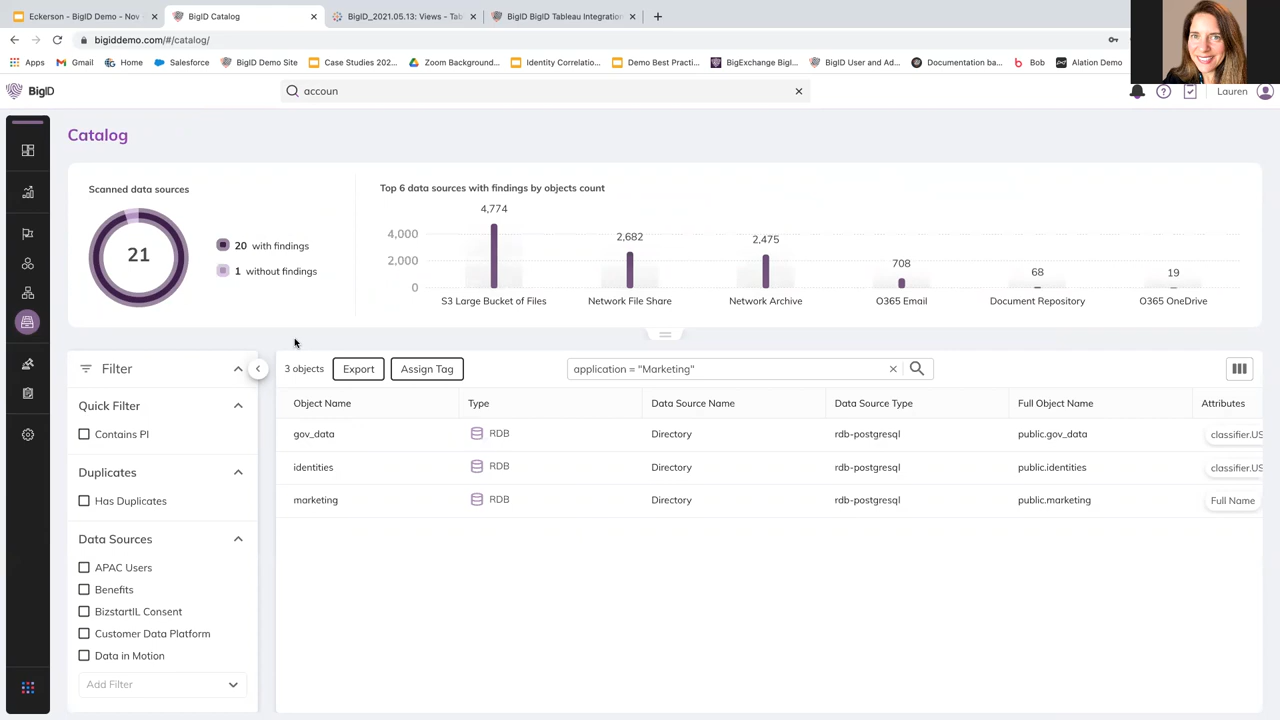 Eckerson - BigID Demo - Nov
BigID Catalog
BigID_2021.05.13: Views - Tab
BigID BigID Tableau Integration
bigiddemo.com/#/catalog/
Apps
Gmail
Home
Salesforce
BigID Demo Site
Case Studies 202...
Zoom Background...
Identity Correlatio...
Demo Best Practi...
BigExchange BigI...
BigID User and Ad...
Documentation ba...
Bob
Alation Demo
BigID
accoun
Lauren
Catalog
Scanned data sources
21
20 with findings
1 without findings
Top 6 data sources with findings by objects count
4,000
2,000
0
4,774
2,682
2,475
708
68
19
S3 Large Bucket of Files
Network File Share
Network Archive
O365 Email
Document Repository
O365 OneDrive
Filter
Quick Filter
Contains PI
Duplicates
Has Duplicates
Data Sources
APAC Users
Benefits
BizstartIL Consent
Customer Data Platform
Data in Motion
Add Filter
3 objects
Export
Assign Tag
application = "Marketing"
Object Name Type Data Source Name Data Source Type Full Object Name Attributes
gov_data RDB Directory rdb-postgresql public.gov_data classifier.US
identities RDB Directory rdb-postgresql public.identities classifier.US
marketing RDB Directory rdb-postgresql public.marketing Full Name